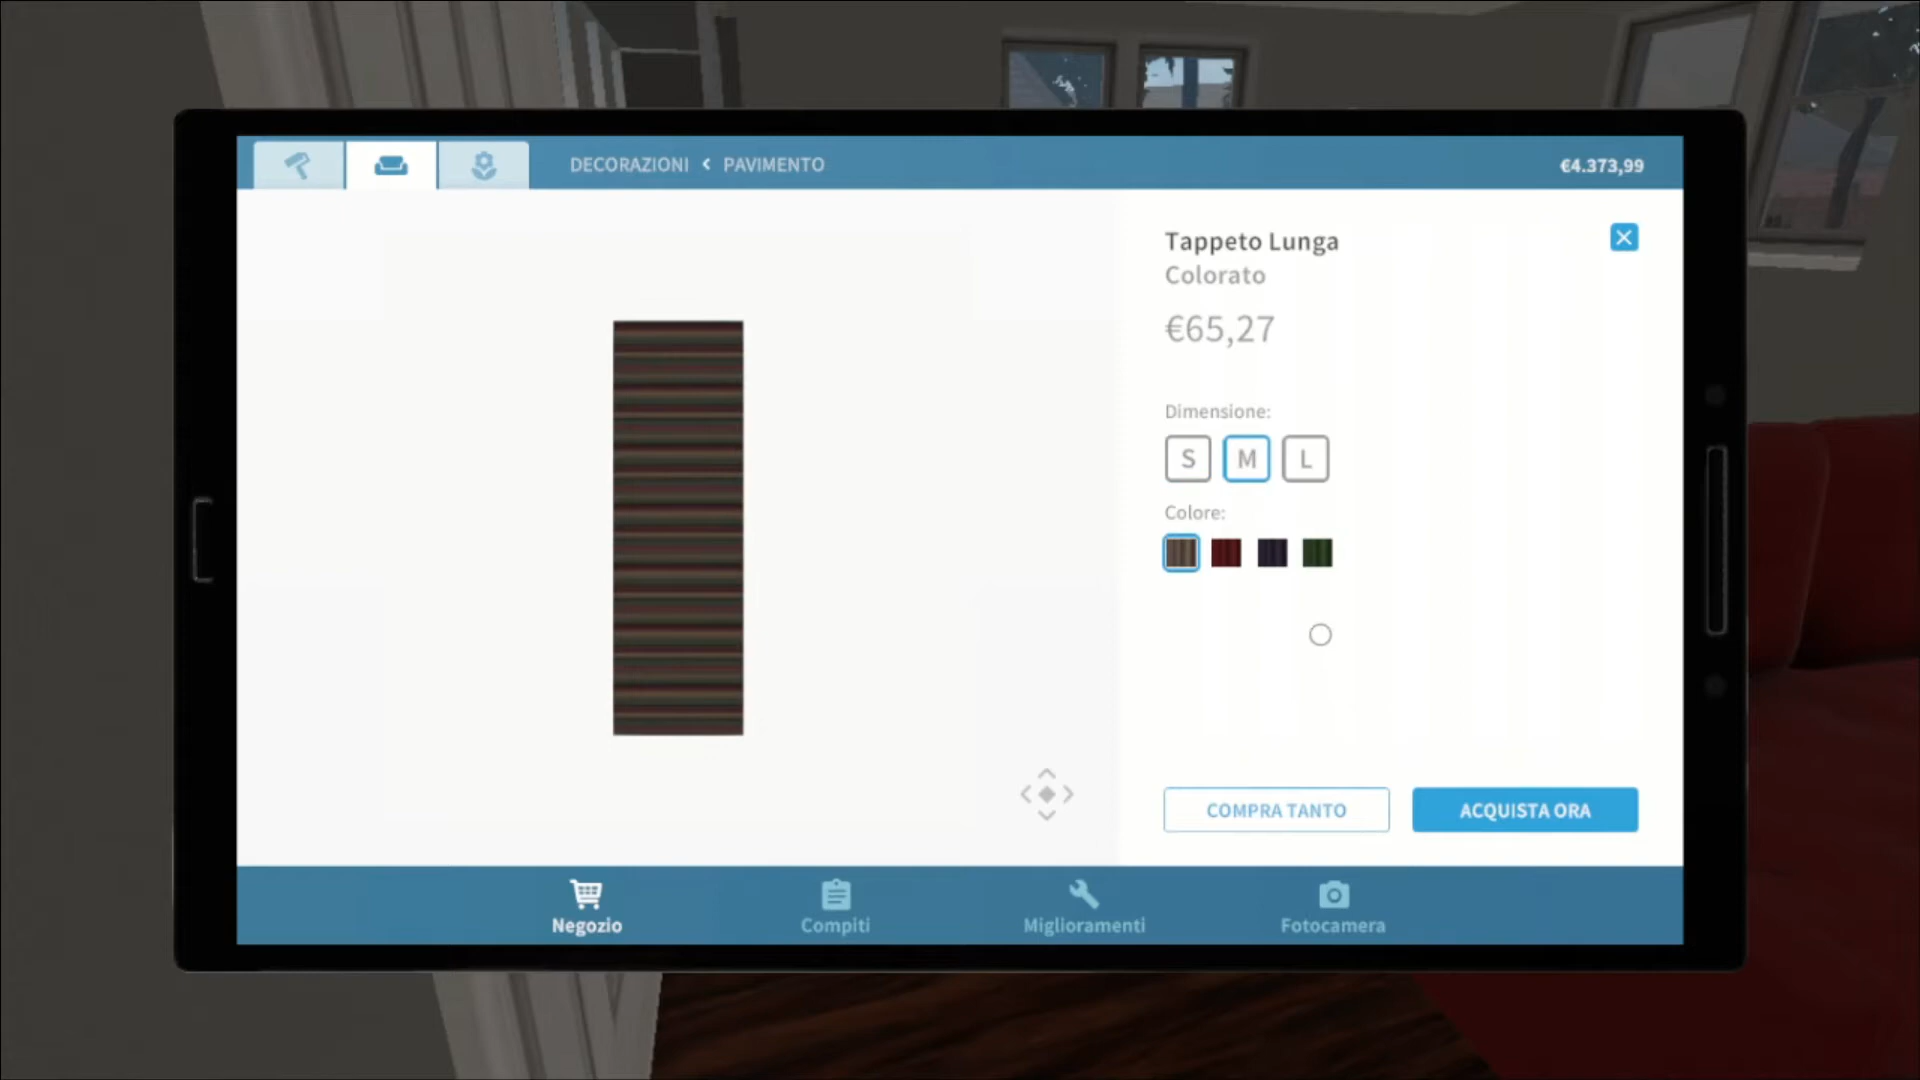 DECORAZIONI < PAVIMENTO
€4.373,99
Tappeto Lunga
Colorato
€65,27
Dimensione:
S M L
Colore:
COMPRA TANTO
ACQUISTA ORA
Negozio
Compiti
Miglioramenti
Fotocamera